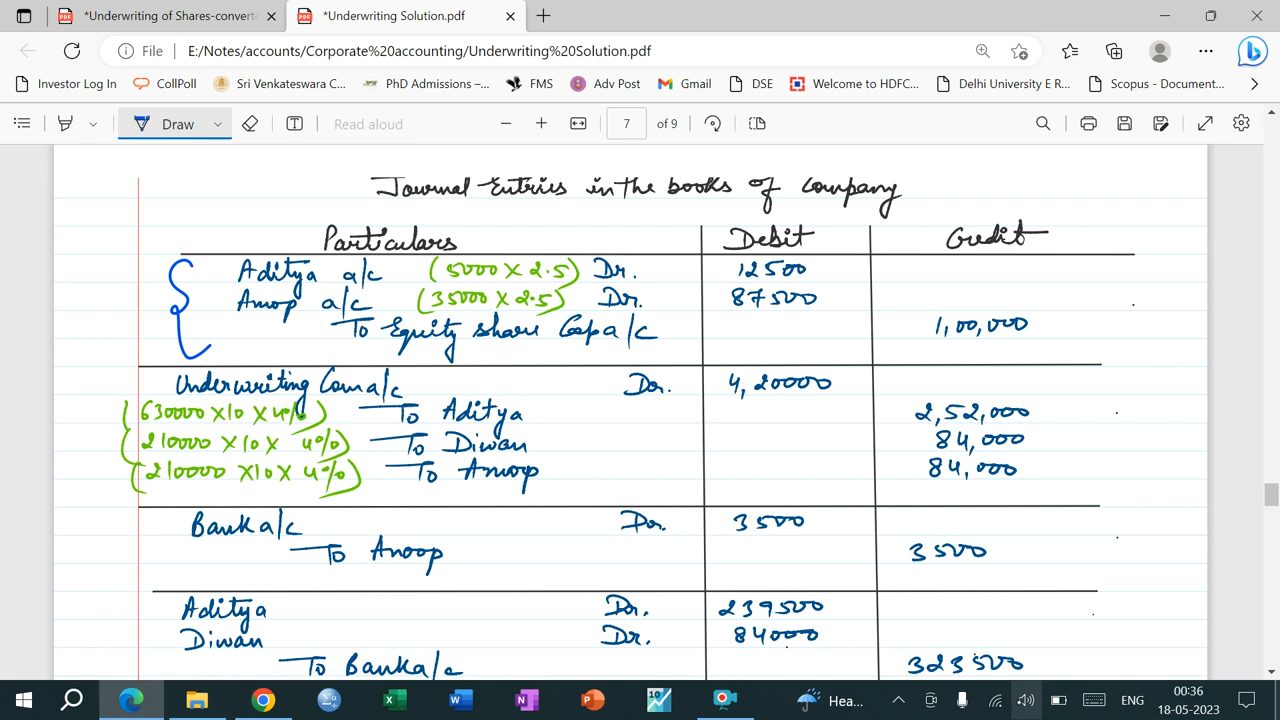 *Underwriting of Shares-converte
*Underwriting Solution.pdf
File E:/Notes/accounts/Corporate%20accounting/Underwriting%20Solution.pdf
Investor Log In CollPoll Sri Venkateswara C... PhD Admissions –... FMS Adv Post Gmail DSE Welcome to HDFC... Delhi University E R... Scopus - Document...
Draw Read aloud 7 of 9
Journal Entries in the books of Company
Particulars Debit Credit
Aditya a/c (5000 X 2.5) Dr. 12500
Anoop a/c (35000 X 2.5) Dr. 87500
To Equity share Cap a/c 1,00,000
Underwriting Com a/c Dr. 4,20000
(630000 X 10 X 4%) To Aditya 2,52,000
(210000 X 10 X 4%) To Diwan 84,000
(210000 X 10 X 4%) To Anoop 84,000
Bank a/c Dr. 3500
To Anoop 3500
Aditya Dr. 239500
Diwan Dr. 84000
To Bank a/c 323500
10
Hea...
ENG
00:36
18-05-2023